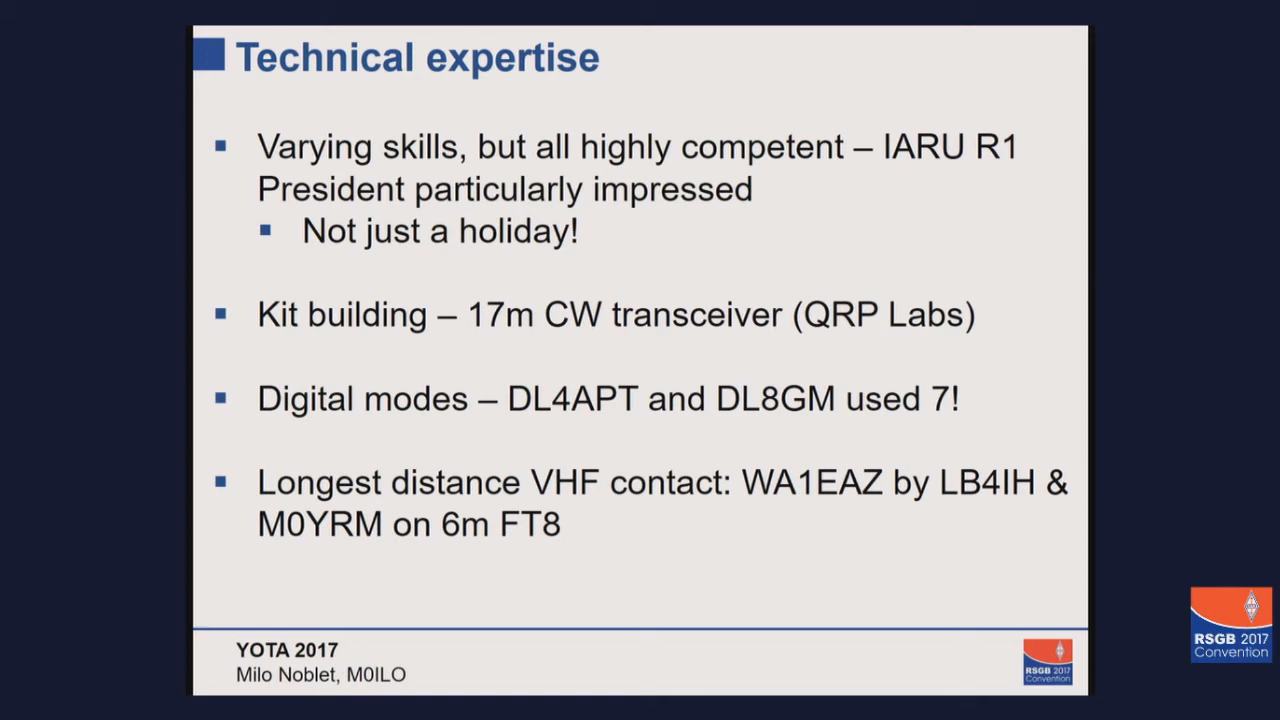 Technical expertise
Varying skills, but all highly competent – IARU R1
President particularly impressed
Not just a holiday!
Kit building – 17m CW transceiver (QRP Labs)
Digital modes – DL4APT and DL8GM used 7!
Longest distance VHF contact: WA1EAZ by LB4IH &
M0YRM on 6m FT8
YOTA 2017
Milo Noblet, M0ILO
RSGB 2017
Convention
RSGB 2017
Convention